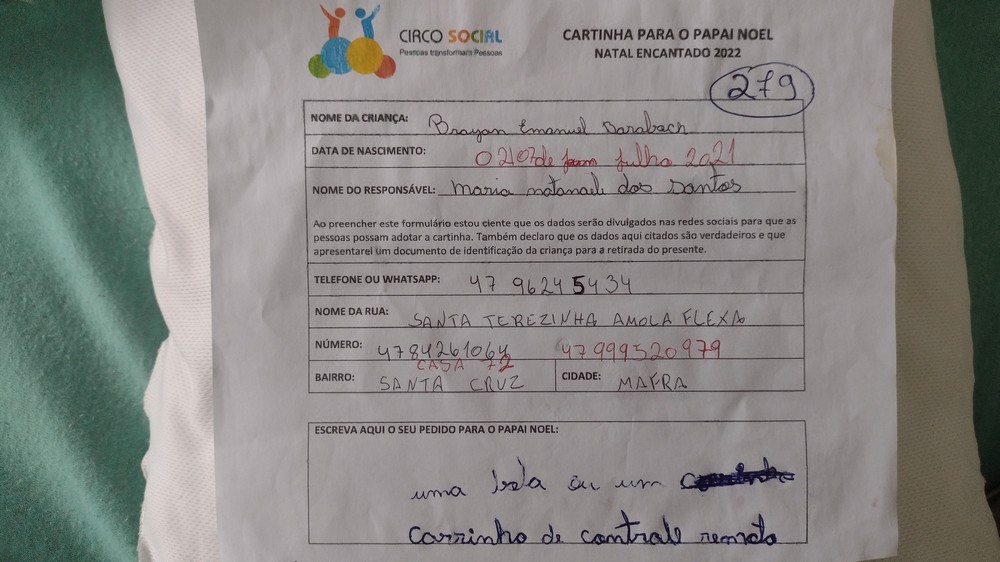 CIRCO SOCIAL
Pessoas transformam Pessoas
CARTINHA PARA O PAPAI NOEL
NATAL ENCANTADO 2022
279
NOME DA CRIANÇA: Brayan Emanuel Darabach
DATA DE NASCIMENTO: 02/07 de julho 2021
NOME DO RESPONSÁVEL: maria natanaele dos santos
Ao preencher este formulário estou ciente que os dados serão divulgados nas redes sociais para que as
pessoas possam adotar a cartinha. Também declaro que os dados aqui citados são verdadeiros e que
apresentarei um documento de identificação da criança para a retirada do presente.
TELEFONE OU WHATSAPP: 47 96245434
NOME DA RUA: SANTA TEREZINHA AMOLA FLEXA
NÚMERO: 4784261064 47999520979
CASA 72
BAIRRO: SANTA CRUZ CIDADE: MAFRA
ESCREVA AQUI O SEU PEDIDO PARA O PAPAI NOEL:
uma bola ou um
carrinho de controle remoto